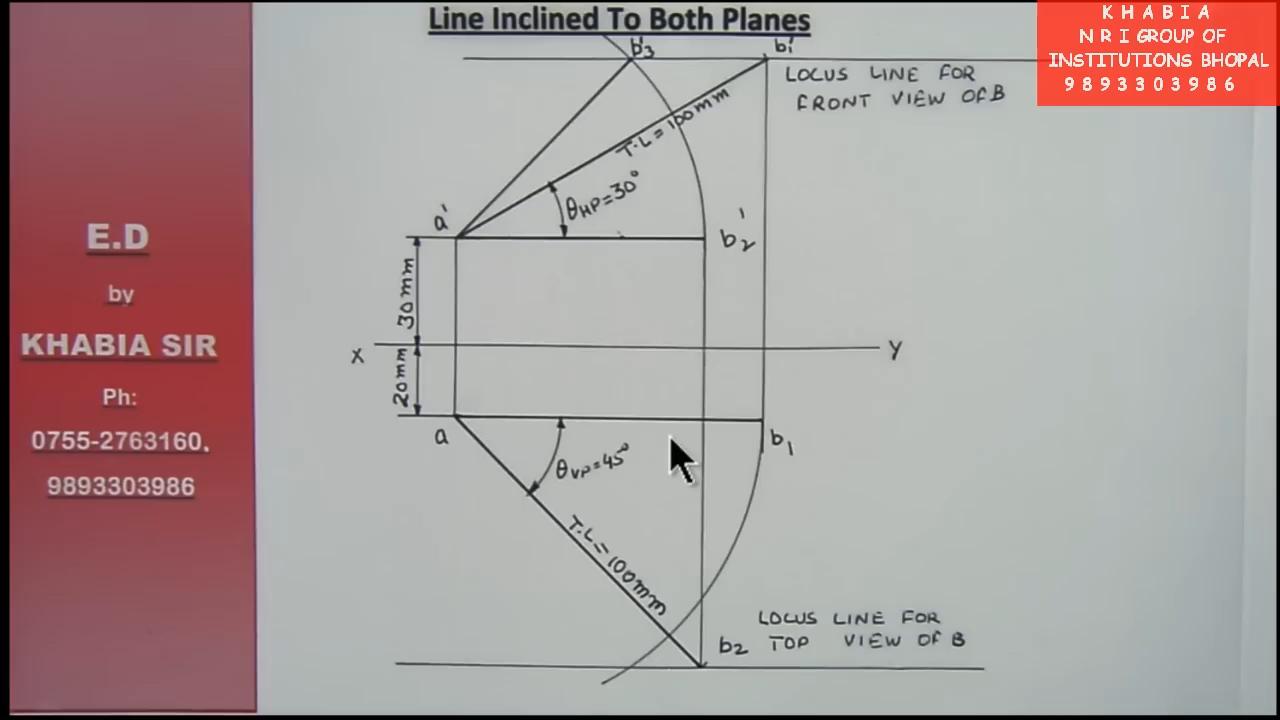 Line Inclined To Both Planes
K H A B I A
N R I GROUP OF
INSTITUTIONS BHOPAL
9 8 9 3 3 0 3 9 8 6
E.D
by
KHABIA SIR
Ph:
0755-2763160,
9893303986
b'3
b'1
LOCUS LINE FOR
FRONT VIEW OF B
T.L = 100mm
θHP=30°
a'
b2'
30mm
X
Y
20mm
a
b1
θVP=45°
T.L = 100mm
LOCUS LINE FOR
b2
TOP VIEW OF B